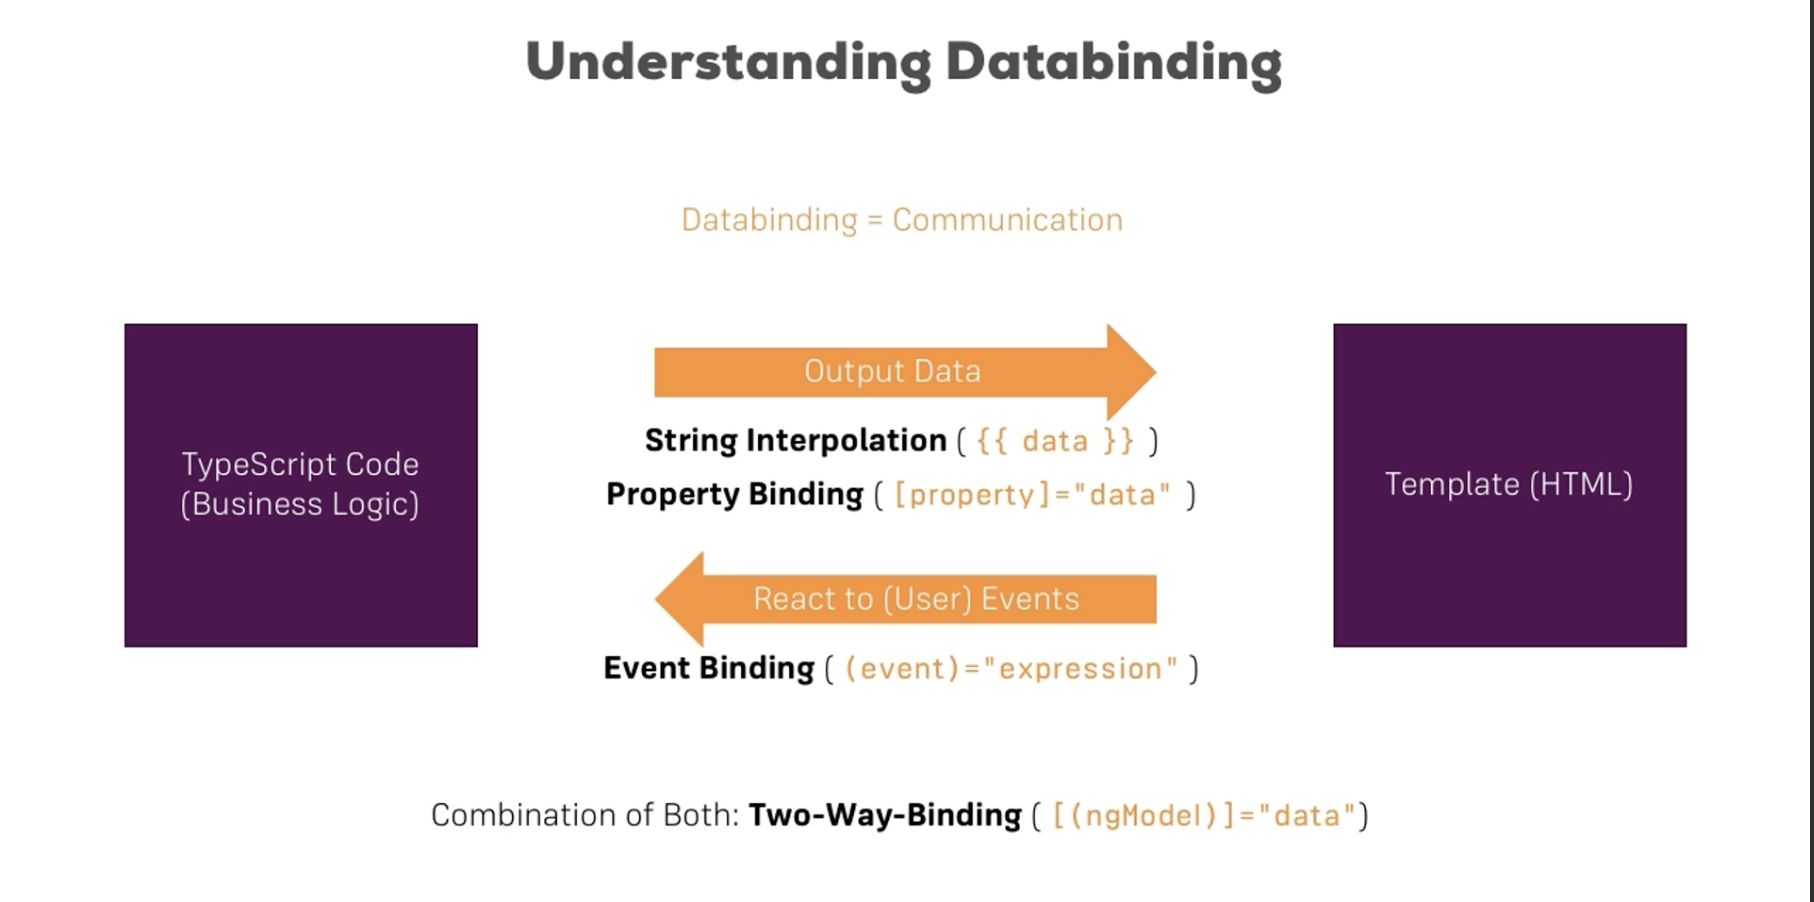 Understanding Databinding
Databinding = Communication
TypeScript Code
(Business Logic)
Output Data
String Interpolation ( {{ data }} )
Property Binding ( [property]="data" )
React to (User) Events
Event Binding ( (event)="expression" )
Template (HTML)
Combination of Both: Two-Way-Binding ( [(ngModel)]="data")